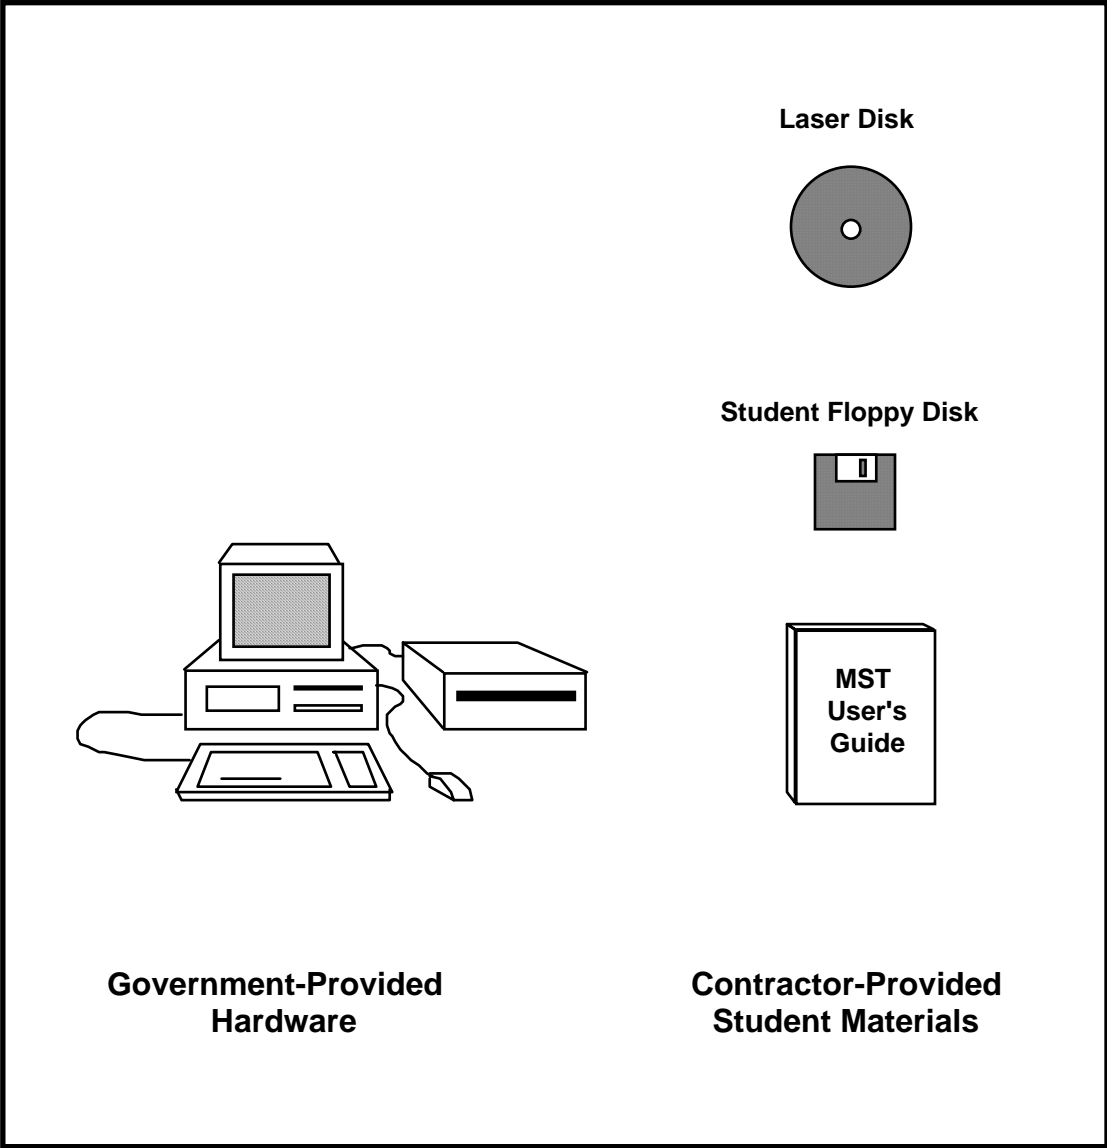 Laser Disk
Student Floppy Disk
MST
User's
Guide
Government-Provided
Hardware
Contractor-Provided
Student Materials